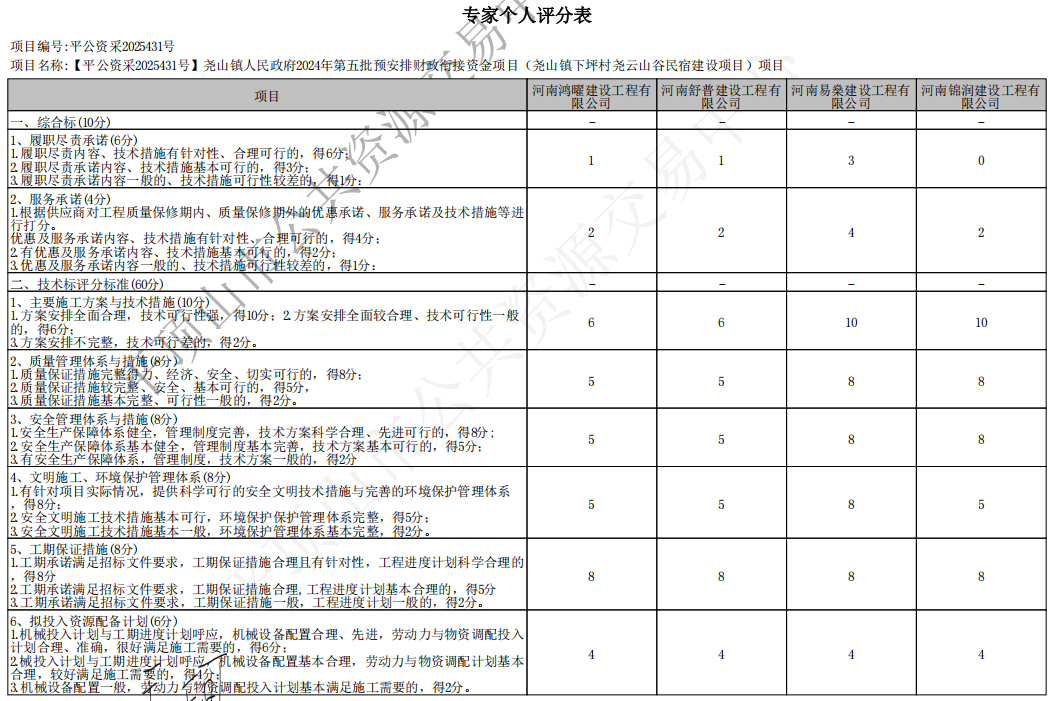 专家个人评分表
项目编号:平公资采2025431号
项目名称:【平公资采2025431号】尧山镇人民政府2024年第五批预安排财政衔接资金项目（尧山镇下坪村尧云山谷民宿建设项目）项目
项目
河南鸿曜建设工程有
限公司
河南舒普建设工程有
限公司
河南易燊建设工程有
限公司
河南锦润建设工程有
限公司
一、综合标(10分)
-
-
-
-
1、履职尽责承诺(6分)
1.履职尽责内容、技术措施有针对性、合理可行的，得6分；
2.履职尽责承诺内容、技术措施基本可行的，得3分；
3.履职尽责承诺内容一般的、技术措施可行性较差的，得1分；
1
1
3
0
2、服务承诺(4分)
1.根据供应商对工程质量保修期内、质量保修期外的优惠承诺、服务承诺及技术措施等进
行打分。
优惠及服务承诺内容、技术措施有针对性、合理可行的，得4分；
2.有优惠及服务承诺内容、技术措施基本可行的，得2分；
3.优惠及服务承诺内容一般的、技术措施可行性较差的，得1分：
2
2
4
2
二、技术标评分标准(60分)
-
-
-
-
1、主要施工方案与技术措施(10分)
1.方案安排全面合理，技术可行性强，得10分；2.方案安排全面较合理、技术可行性一般
的，得6分；
3.方案安排不完整，技术可行差的，得2分。
6
6
10
10
2、质量管理体系与措施(8分)
1.质量保证措施完整得力、经济、安全、切实可行的，得8分；
2.质量保证措施较完整、安全、基本可行的，得5分，
3.质量保证措施基本完整、可行性一般的，得2分。
5
5
8
8
3、安全管理体系与措施(8分)
1.安全生产保障体系健全，管理制度完善，技术方案科学合理、先进可行的，得8分；
2.安全生产保障体系基本健全，管理制度基本完善，技术方案基本可行的，得5分；
3.有安全生产保障体系，管理制度，技术方案一般的，得2分
5
5
8
8
4、文明施工、环境保护管理体系(8分)
1.有针对项目实际情况，提供科学可行的安全文明技术措施与完善的环境保护管理体系
，得8分；
2.安全文明施工技术措施基本可行，环境保护保护管理体系完整，得5分；
3.安全文明施工技术措施基本一般，环境保护管理体系基本完整，得2分。
5
5
8
5
5、工期保证措施(8分)
1.工期承诺满足招标文件要求，工期保证措施合理且有针对性，工程进度计划科学合理的
，得8分
2.工期承诺满足招标文件要求，工期保证措施合理,工程进度计划基本合理的，得5分
3.工期承诺满足招标文件要求，工期保证措施一般，工程进度计划一般的，得2分。
8
8
8
8
6、拟投入资源配备计划(6分)
1.机械投入计划与工期进度计划呼应，机械设备配置合理、先进，劳动力与物资调配投入
计划合理、准确，很好满足施工需要的，得6分；
2.械投入计划与工期进度计划呼应，机械设备配置基本合理，劳动力与物资调配计划基本
合理，较好满足施工需要的，得4分；
3.机械设备配置一般，劳动力与物资调配投入计划基本满足施工需要的，得2分。
4
4
4
4
平顶山市公共资源交易中
平顶山市公共资源交易中